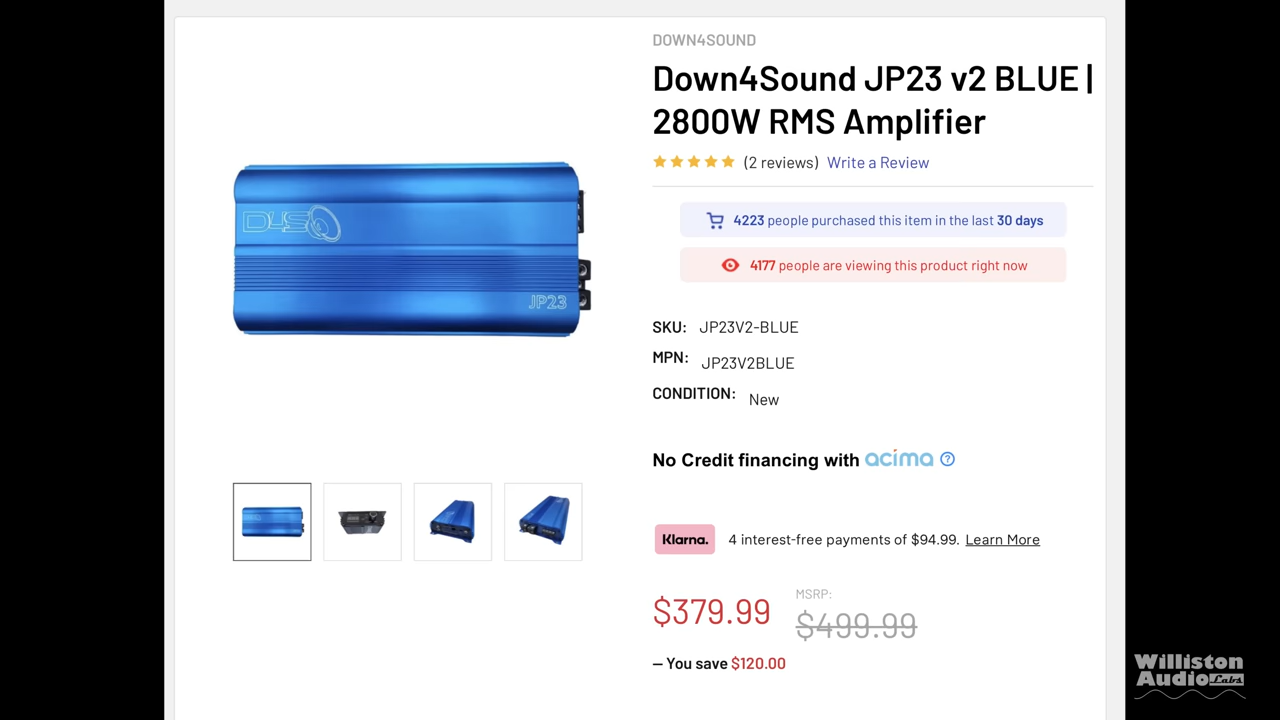 DOWN4SOUND
Down4Sound JP23 v2 BLUE |
2800W RMS Amplifier
(2 reviews) Write a Review
4223 people purchased this item in the last 30 days
4177 people are viewing this product right now
SKU: JP23V2-BLUE
MPN: JP23V2BLUE
CONDITION: New
No Credit financing with acima ?
Klarna. 4 interest-free payments of $94.99. Learn More
MSRP:
$379.99 $499.99
— You save $120.00
D4S
JP23
Williston
Audio Labs